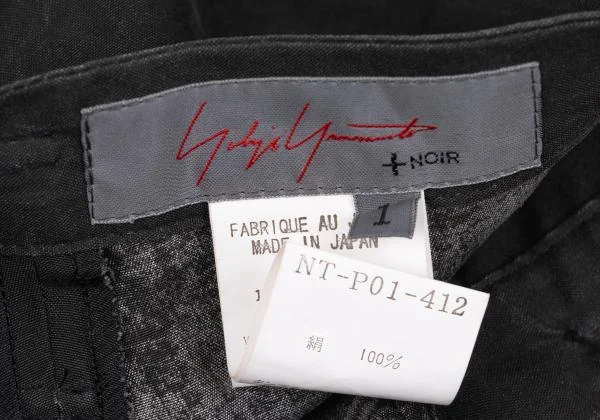 Yohji Yamamoto
+NOIR
1
FABRIQUE AU
MADE IN JAPAN
NT-P01-412
絹 100%